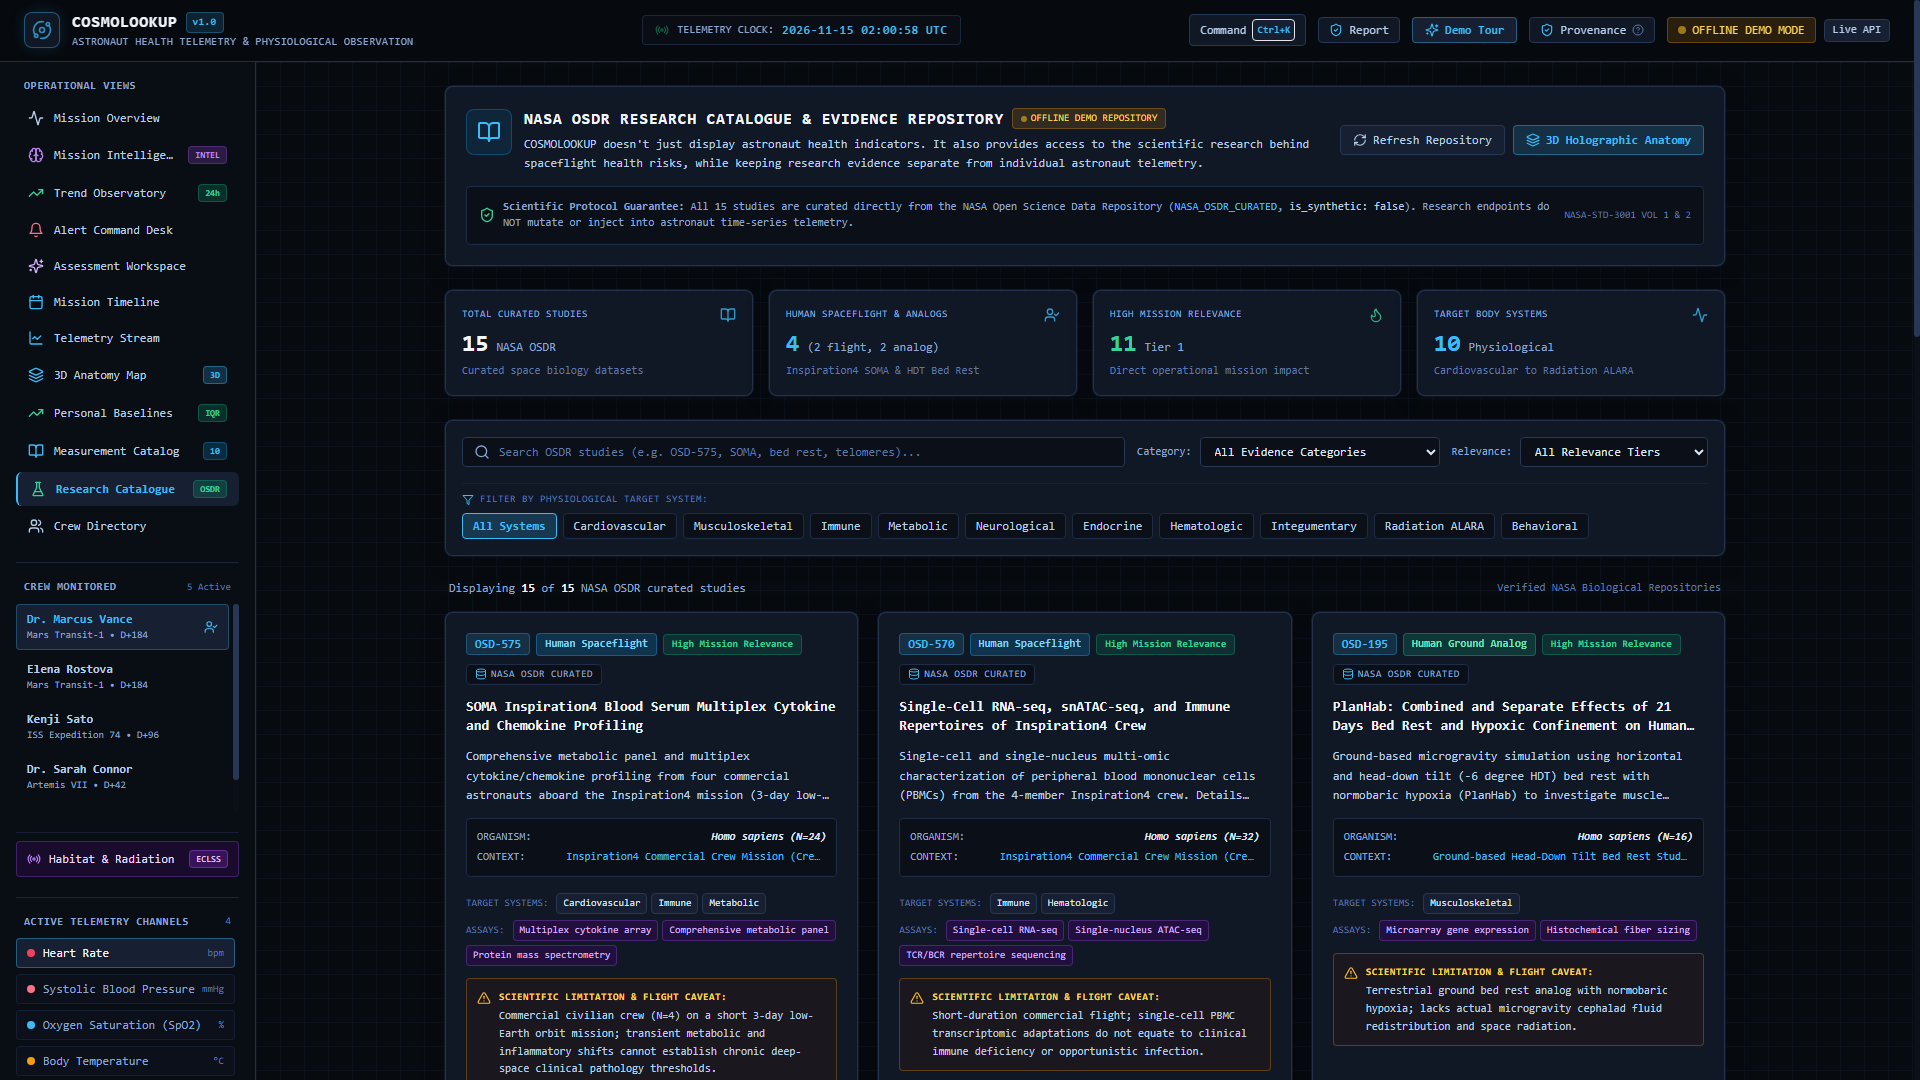 COSMOLOOKUP v1.0
ASTRONAUT HEALTH TELEMETRY & PHYSIOLOGICAL OBSERVATION
TELEMETRY CLOCK: 2026-11-15 02:00:58 UTC
Command Ctrl+K
Report
Demo Tour
Provenance
OFFLINE DEMO MODE
Live API
OPERATIONAL VIEWS
Mission Overview
Mission Intellige… INTEL
Trend Observatory 24h
Alert Command Desk
Assessment Workspace
Mission Timeline
Telemetry Stream
3D Anatomy Map 3D
Personal Baselines IQR
Measurement Catalog 10
Research Catalogue OSDR
Crew Directory
CREW MONITORED 5 Active
Dr. Marcus Vance
Mars Transit-1 • D+184
Elena Rostova
Mars Transit-1 • D+184
Kenji Sato
ISS Expedition 74 • D+96
Dr. Sarah Connor
Artemis VII • D+42
Habitat & Radiation ECLSS
ACTIVE TELEMETRY CHANNELS 4
Heart Rate bpm
Systolic Blood Pressure mmHg
Oxygen Saturation (SpO2) %
Body Temperature °C
NASA OSDR RESEARCH CATALOGUE & EVIDENCE REPOSITORY OFFLINE DEMO REPOSITORY
COSMOLOOKUP doesn't just display astronaut health indicators. It also provides access to the scientific research behind
spaceflight health risks, while keeping research evidence separate from individual astronaut telemetry.
Refresh Repository
3D Holographic Anatomy
Scientific Protocol Guarantee: All 15 studies are curated directly from the NASA Open Science Data Repository (NASA_OSDR_CURATED, is_synthetic: false). Research endpoints do
NOT mutate or inject into astronaut time-series telemetry.
NASA-STD-3001 VOL 1 & 2
TOTAL CURATED STUDIES
15 NASA OSDR
Curated space biology datasets
HUMAN SPACEFLIGHT & ANALOGS
4 (2 flight, 2 analog)
Inspiration4 SOMA & HDT Bed Rest
HIGH MISSION RELEVANCE
11 Tier 1
Direct operational mission impact
TARGET BODY SYSTEMS
10 Physiological
Cardiovascular to Radiation ALARA
Search OSDR studies (e.g. OSD-575, SOMA, bed rest, telomeres)...
Category: All Evidence Categories
Relevance: All Relevance Tiers
FILTER BY PHYSIOLOGICAL TARGET SYSTEM:
All Systems Cardiovascular Musculoskeletal Immune Metabolic Neurological Endocrine Hematologic Integumentary Radiation ALARA Behavioral
Displaying 15 of 15 NASA OSDR curated studies
Verified NASA Biological Repositories
OSD-575 Human Spaceflight High Mission Relevance
NASA OSDR CURATED
SOMA Inspiration4 Blood Serum Multiplex Cytokine
and Chemokine Profiling
Comprehensive metabolic panel and multiplex
cytokine/chemokine profiling from four commercial
astronauts aboard the Inspiration4 mission (3-day low-…
ORGANISM: Homo sapiens (N=24)
CONTEXT: Inspiration4 Commercial Crew Mission (Cre…
TARGET SYSTEMS: Cardiovascular Immune Metabolic
ASSAYS: Multiplex cytokine array Comprehensive metabolic panel
Protein mass spectrometry
SCIENTIFIC LIMITATION & FLIGHT CAVEAT:
Commercial civilian crew (N=4) on a short 3-day low-
Earth orbit mission; transient metabolic and
inflammatory shifts cannot establish chronic deep-
space clinical pathology thresholds.
OSD-570 Human Spaceflight High Mission Relevance
NASA OSDR CURATED
Single-Cell RNA-seq, snATAC-seq, and Immune
Repertoires of Inspiration4 Crew
Single-cell and single-nucleus multi-omic
characterization of peripheral blood mononuclear cells
(PBMCs) from the 4-member Inspiration4 crew. Details…
ORGANISM: Homo sapiens (N=32)
CONTEXT: Inspiration4 Commercial Crew Mission (Cre…
TARGET SYSTEMS: Immune Hematologic
ASSAYS: Single-cell RNA-seq Single-nucleus ATAC-seq
TCR/BCR repertoire sequencing
SCIENTIFIC LIMITATION & FLIGHT CAVEAT:
Short-duration commercial flight; single-cell PBMC
transcriptomic adaptations do not equate to clinical
immune deficiency or opportunistic infection.
OSD-195 Human Ground Analog High Mission Relevance
NASA OSDR CURATED
PlanHab: Combined and Separate Effects of 21
Days Bed Rest and Hypoxic Confinement on Human…
Ground-based microgravity simulation using horizontal
and head-down tilt (-6 degree HDT) bed rest with
normobaric hypoxia (PlanHab) to investigate muscle…
ORGANISM: Homo sapiens (N=16)
CONTEXT: Ground-based Head-Down Tilt Bed Rest Stud…
TARGET SYSTEMS: Musculoskeletal
ASSAYS: Microarray gene expression Histochemical fiber sizing
SCIENTIFIC LIMITATION & FLIGHT CAVEAT:
Terrestrial ground bed rest analog with normobaric
hypoxia; lacks actual microgravity cephalad fluid
redistribution and space radiation.